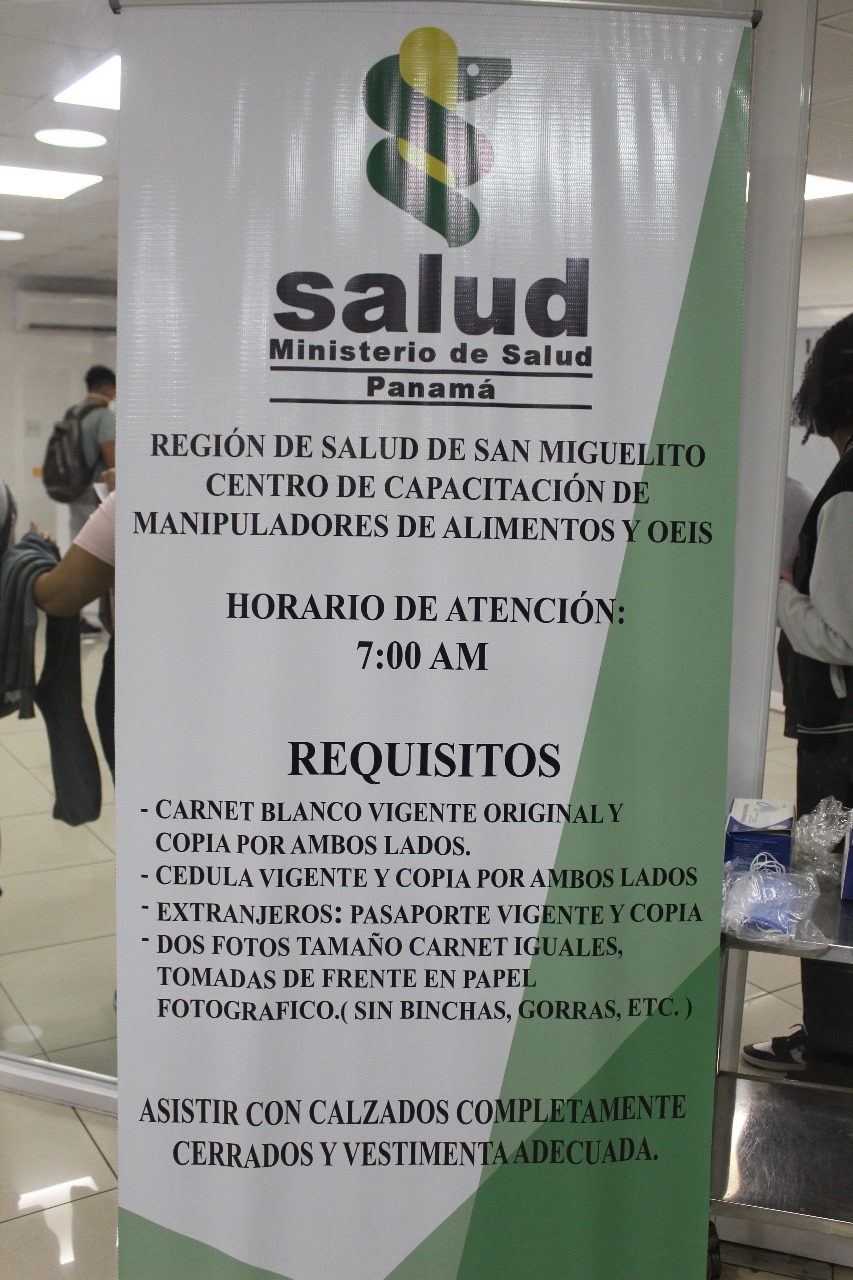 salud
Ministerio de Salud
Panamá
REGIÓN DE SALUD DE SAN MIGUELITO
CENTRO DE CAPACITACIÓN DE
MANIPULADORES DE ALIMENTOS Y OEIS
HORARIO DE ATENCIÓN:
7:00 AM
REQUISITOS
- CARNET BLANCO VIGENTE ORIGINAL Y
COPIA POR AMBOS LADOS.
- CEDULA VIGENTE Y COPIA POR AMBOS LADOS
- EXTRANJEROS: PASAPORTE VIGENTE Y COPIA
- DOS FOTOS TAMAÑO CARNET IGUALES,
TOMADAS DE FRENTE EN PAPEL
FOTOGRAFICO.( SIN BINCHAS, GORRAS, ETC. )
ASISTIR CON CALZADOS COMPLETAMENTE
CERRADOS Y VESTIMENTA ADECUADA.